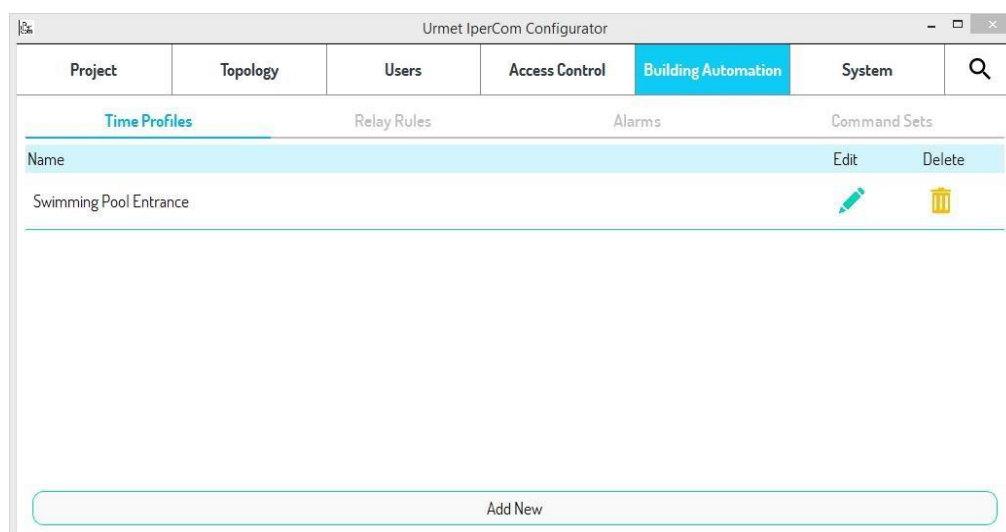 Urmet IperCom Configurator
Project Topology Users Access Control Building Automation System
Time Profiles Relay Rules Alarms Command Sets
Name Edit Delete
Swimming Pool Entrance
Add New